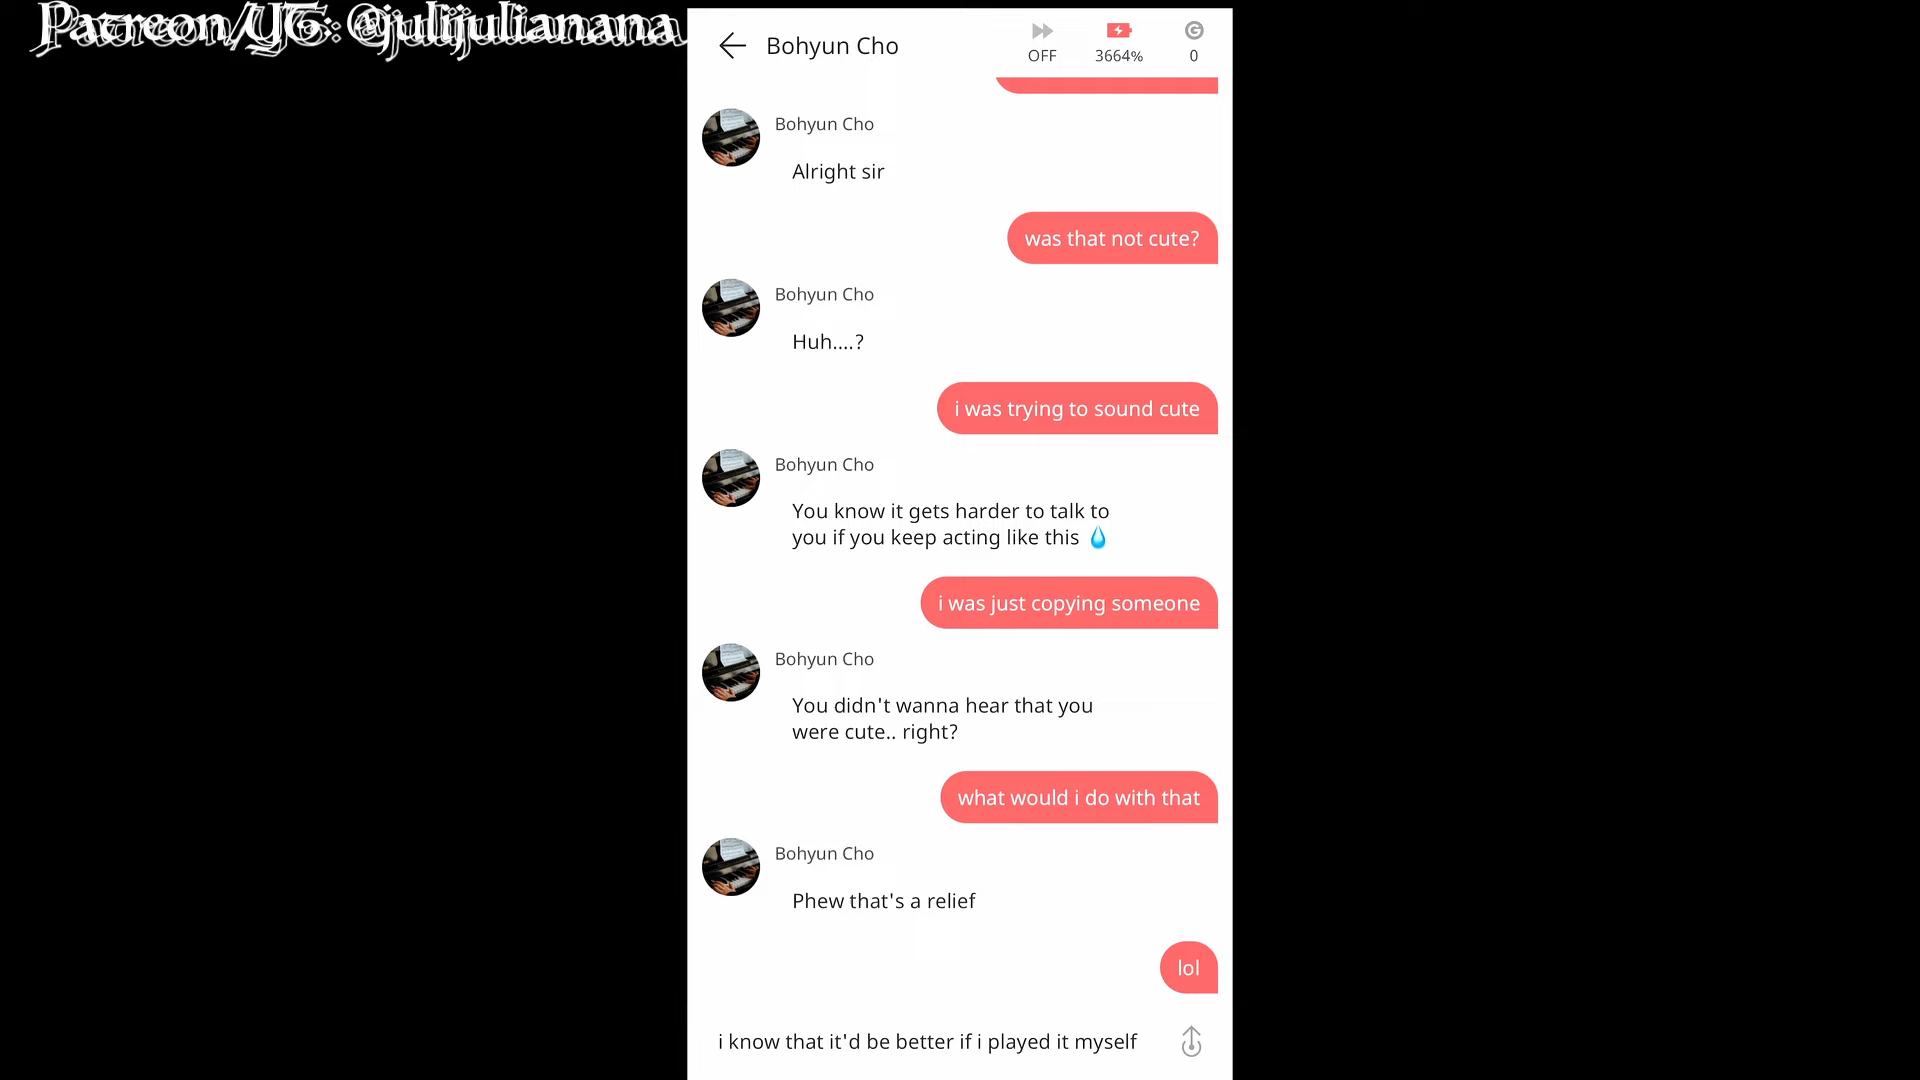 Patreon/YT: @julijulianana
Bohyun Cho
OFF
3664%
0
Bohyun Cho
Alright sir
was that not cute?
Bohyun Cho
Huh....?
i was trying to sound cute
Bohyun Cho
You know it gets harder to talk to
you if you keep acting like this 💧
i was just copying someone
Bohyun Cho
You didn't wanna hear that you
were cute.. right?
what would i do with that
Bohyun Cho
Phew that's a relief
lol
i know that it'd be better if i played it myself